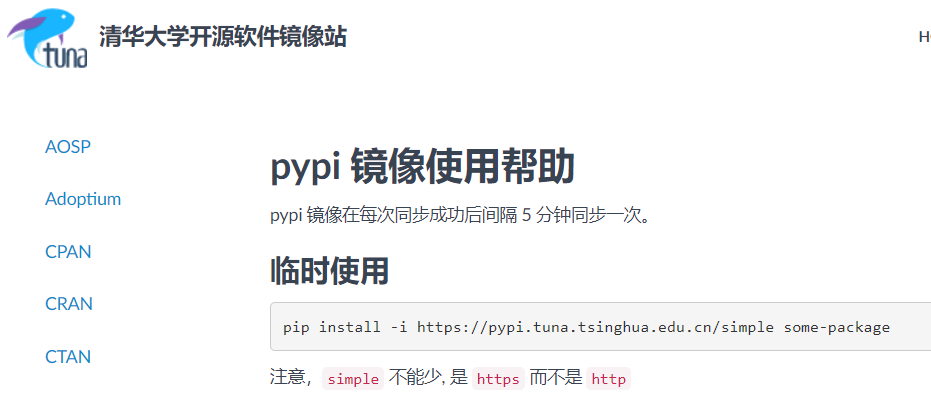 tuna
清华大学开源软件镜像站
AOSP
Adoptium
CPAN
CRAN
CTAN
pypi 镜像使用帮助
pypi 镜像在每次同步成功后间隔 5 分钟同步一次。
临时使用
pip install -i https://pypi.tuna.tsinghua.edu.cn/simple some-package
注意，simple 不能少, 是 https 而不是 http